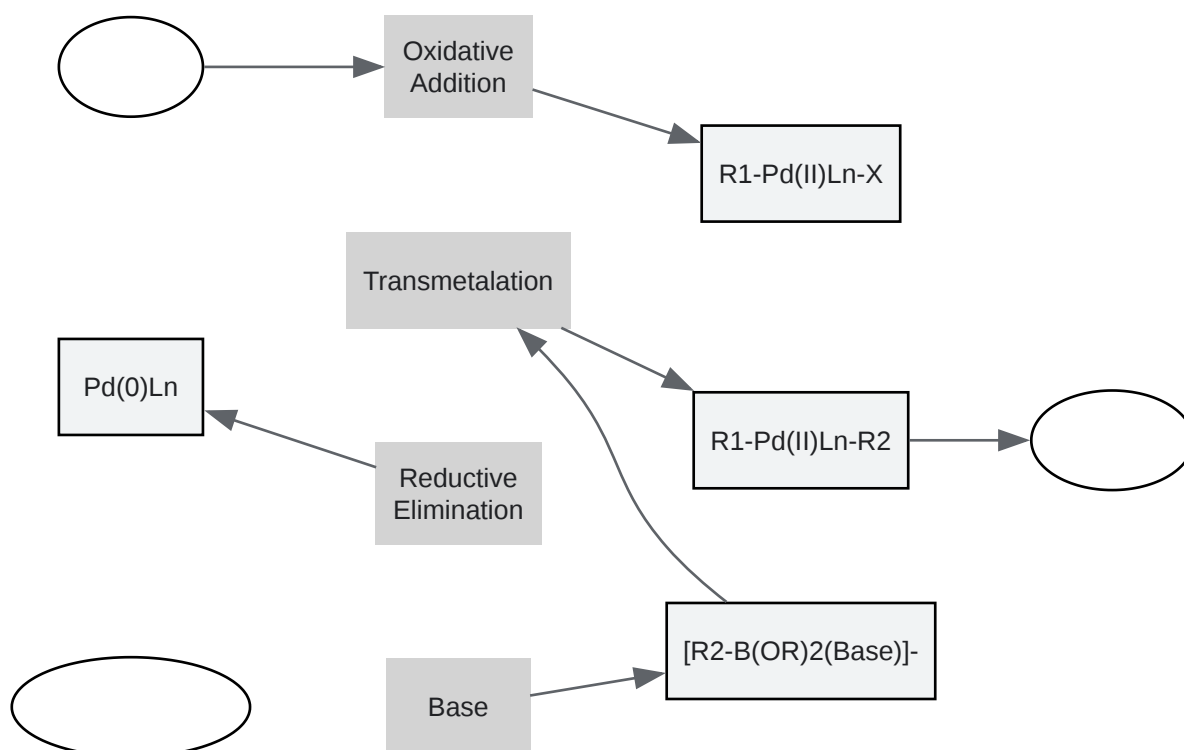 Oxidative
Addition
R1-Pd(II)Ln-X
Transmetalation
Pd(0)Ln
R1-Pd(II)Ln-R2
Reductive
Elimination
[R2-B(OR)2(Base)]-
Base